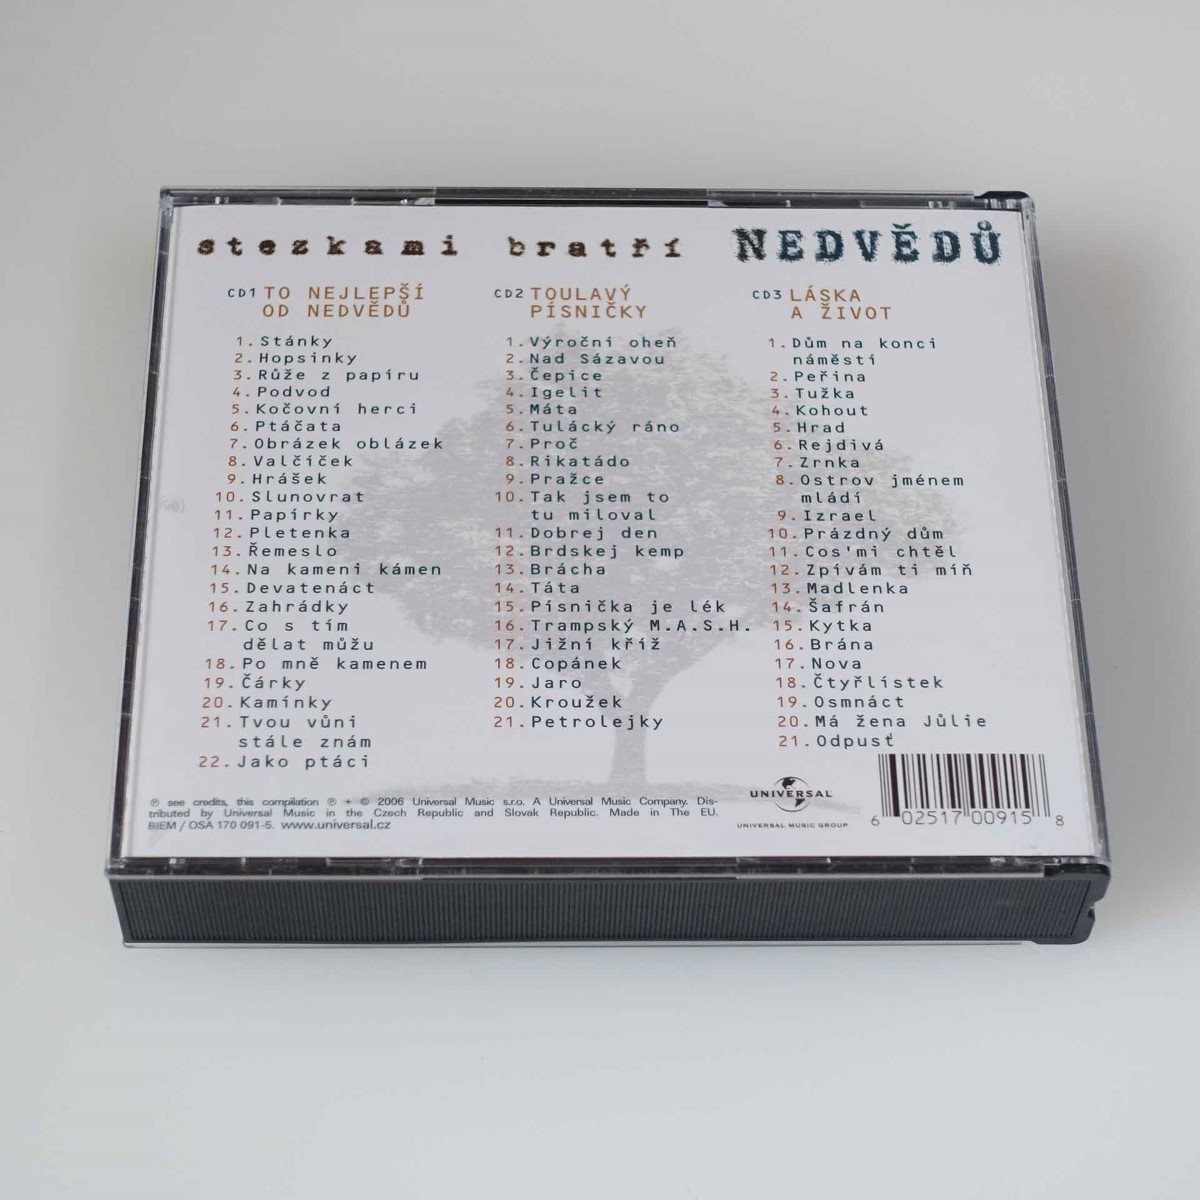 stezkami bratří NEDVĚDŮ
CD1 TO NEJLEPŠÍ
OD NEDVĚDŮ
1. Stánky
2. Hopsinky
3. Růže z papíru
4. Podvod
5. Kočovní herci
6. Ptáčata
7. Obrázek oblázek
8. Valčíček
9. Hrášek
10. Slunovrat
11. Papírky
12. Pletenka
13. Řemeslo
14. Na kameni kámen
15. Devatenáct
16. Zahrádky
17. Co s tím
dělat můžu
18. Po mně kamenem
19. Čárky
20. Kamínky
21. Tvou vůni
stále znám
22. Jako ptáci
CD2 TOULAVÝ
PÍSNIČKY
1. Výroční oheň
2. Nad Sázavou
3. Čepice
4. Igelit
5. Máta
6. Tulácký ráno
7. Proč
8. Rikatádo
9. Pražce
10. Tak jsem to
tu miloval
11. Dobrej den
12. Brdskej kemp
13. Brácha
14. Táta
15. Písnička je lék
16. Trampský M.A.S.H.
17. Jižní kříž
18. Copánek
19. Jaro
20. Kroužek
21. Petrolejky
CD3 LÁSKA
A ŽIVOT
1. Dům na konci
náměstí
2. Peřina
3. Tužka
4. Kohout
5. Hrad
6. Rejdivá
7. Zrnka
8. Ostrov jménem
mládí
9. Izrael
10. Prázdný dům
11. Cos'mi chtěl
12. Zpívám ti míň
13. Madlenka
14. Šafrán
15. Kytka
16. Brána
17. Nova
18. Čtyřlístek
19. Osmnáct
20. Má žena Jůlie
21. Odpusť
℗ see credits, this compilation ℗ + © 2006 Universal Music s.r.o. A Universal Music Company. Dis-
tributed by Universal Music in the Czech Republic and Slovak Republic. Made in The EU.
BIEM / OSA 170 091-5. www.universal.cz
UNIVERSAL
UNIVERSAL MUSIC GROUP
6 02517 00915 8